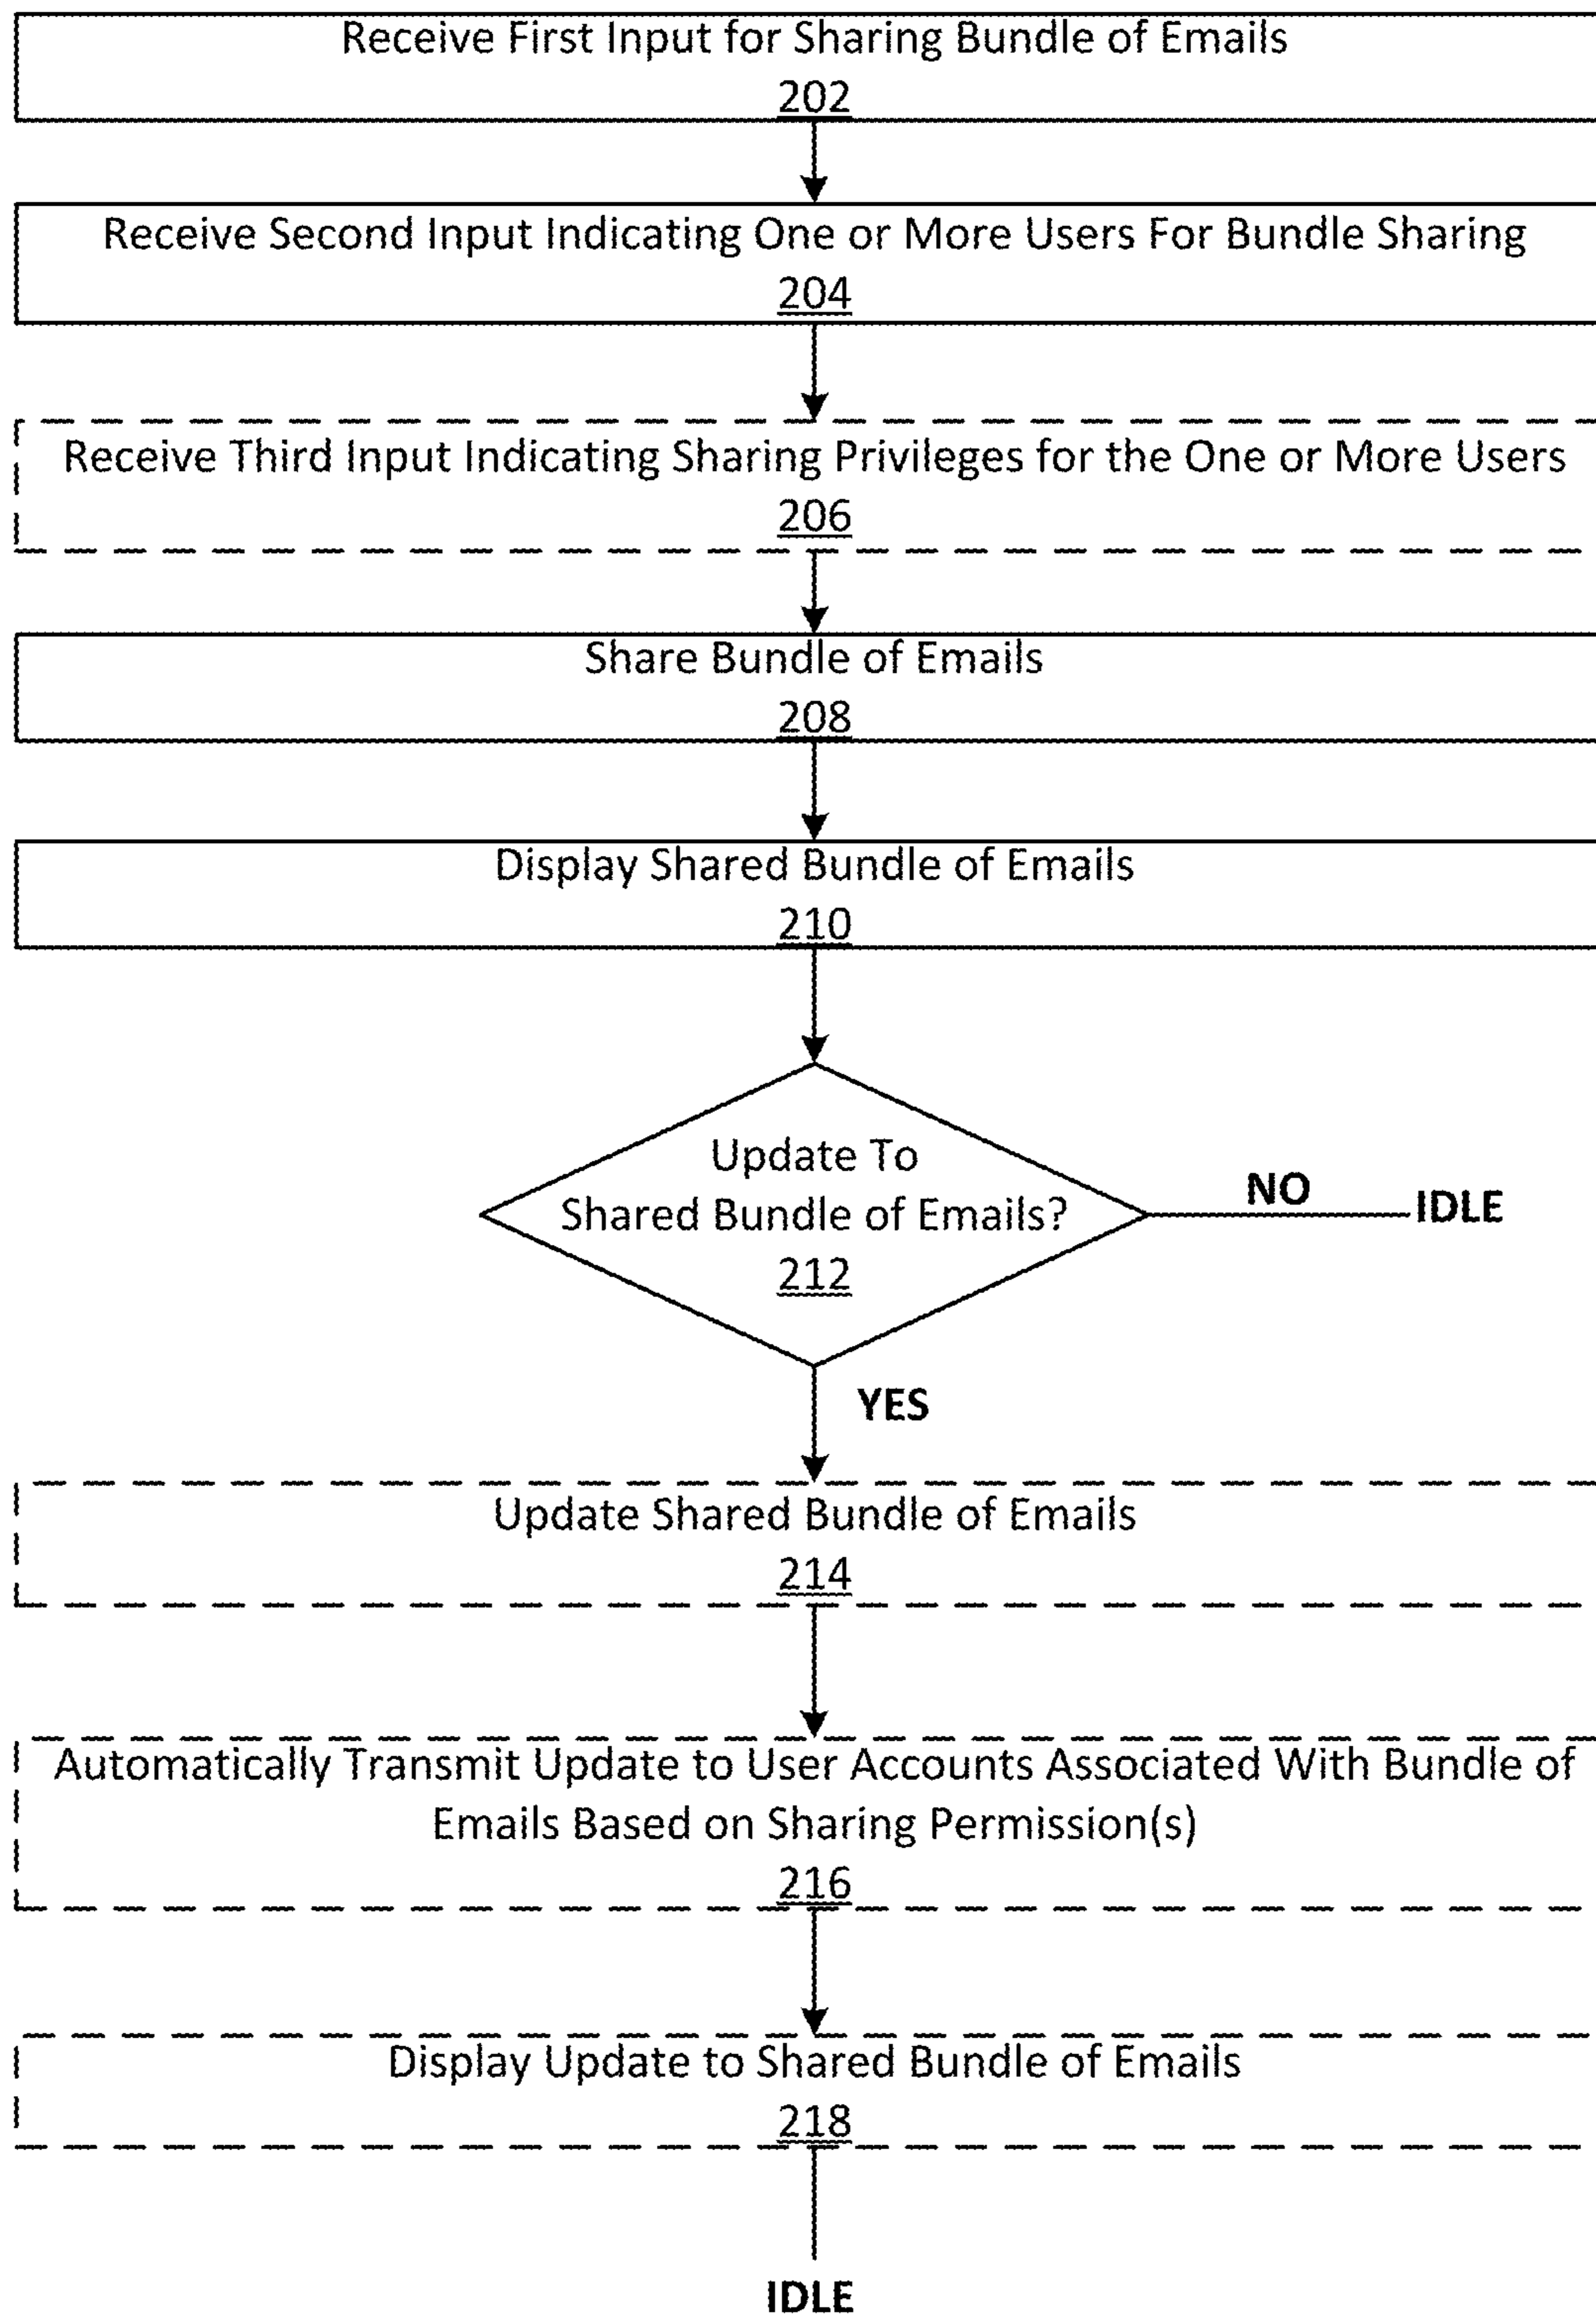 Receive First Input for Sharing Bundle of Emails
202
Receive Second Input Indicating One or More Users For Bundle Sharing
204
Receive Third Input Indicating Sharing Privileges for the One or More Users
206
Share Bundle of Emails
208
Display Shared Bundle of Emails
210
Update To
Shared Bundle of Emails?
212
NO
IDLE
YES
Update Shared Bundle of Emails
214
Automatically Transmit Update to User Accounts Associated With Bundle of
Emails Based on Sharing Permission(s)
216
Display Update to Shared Bundle of Emails
218
IDLE